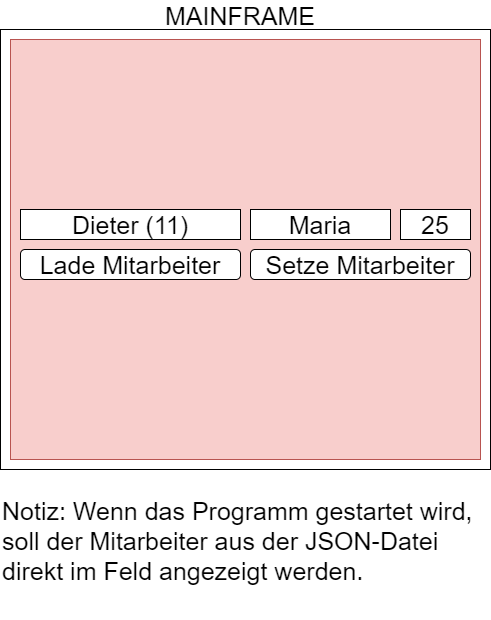 MAINFRAME
Dieter (11) Maria 25
Lade Mitarbeiter Setze Mitarbeiter
Notiz: Wenn das Programm gestartet wird,
soll der Mitarbeiter aus der JSON-Datei
direkt im Feld angezeigt werden.